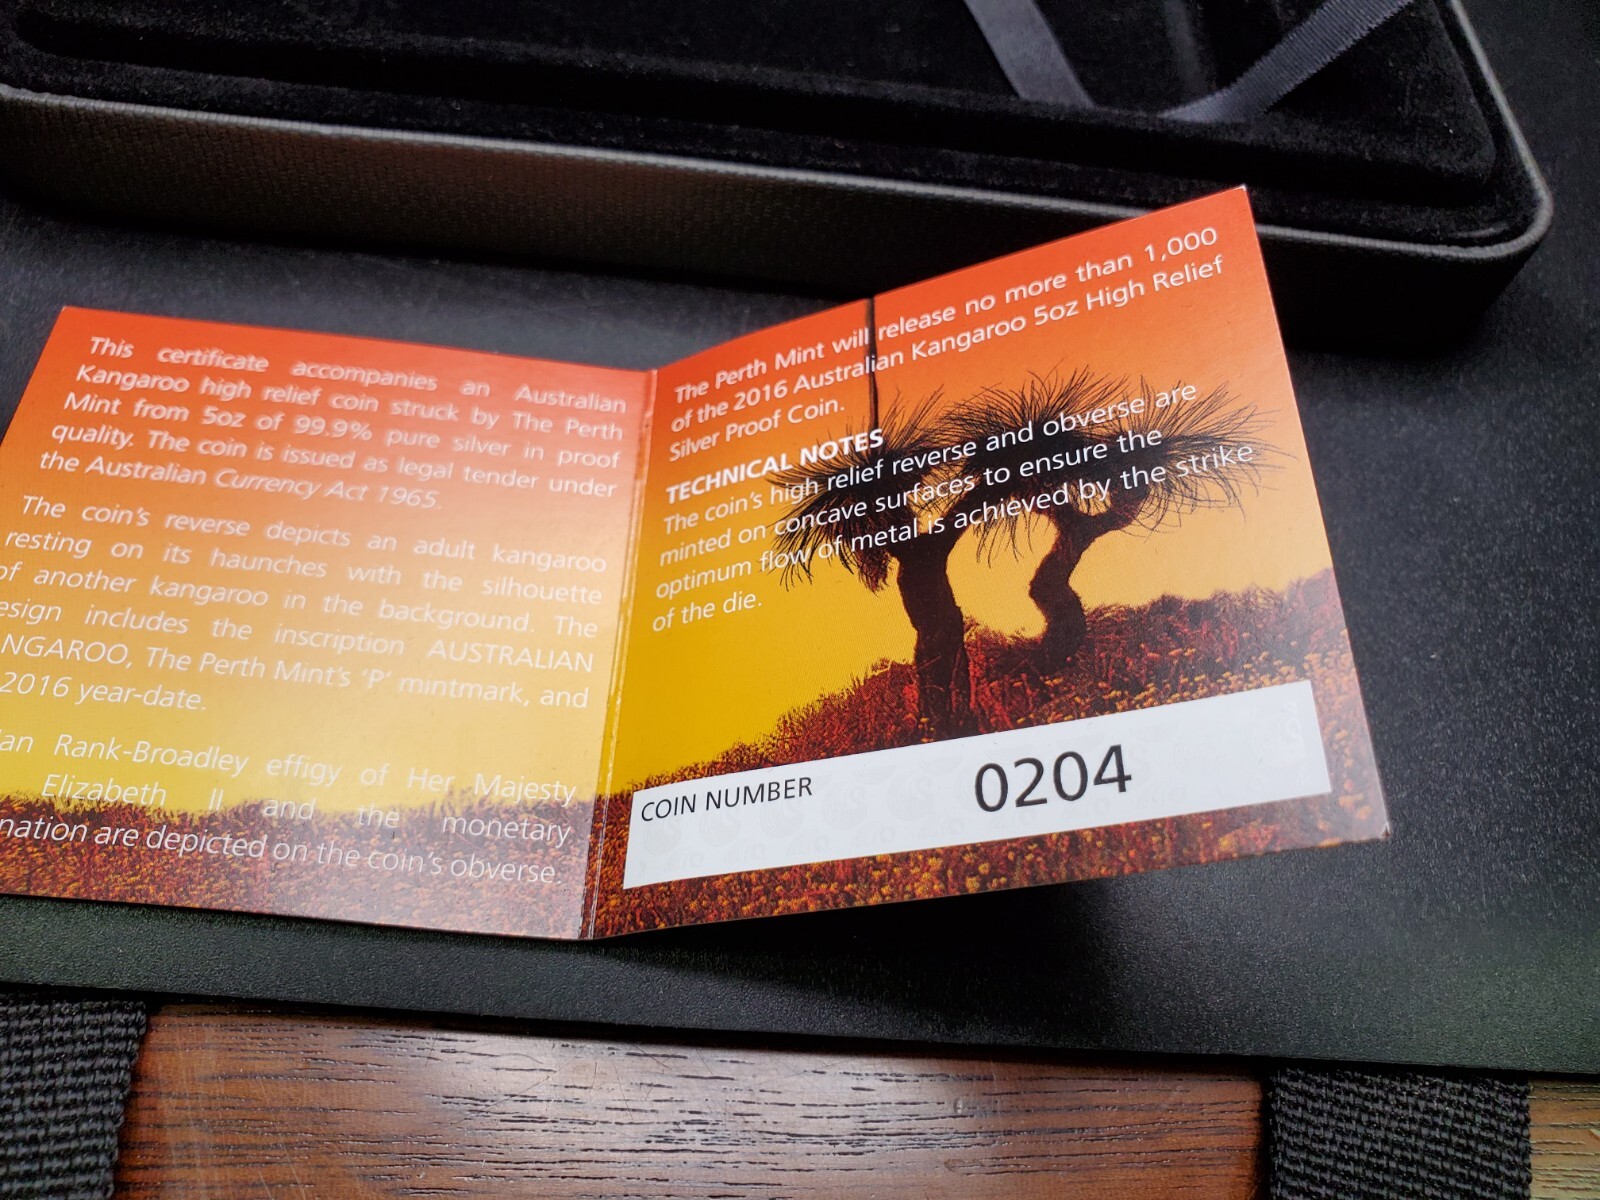 This certificate accompanies an Australian
Kangaroo high relief coin struck by The Perth
Mint from 5oz of 99.9% pure silver in proof
quality. The coin is issued as legal tender under
the Australian Currency Act 1965.
The coin's reverse depicts an adult kangaroo
resting on its haunches with the silhouette
of another kangaroo in the background. The
esign includes the inscription AUSTRALIAN
NGAROO, The Perth Mint's 'P' mintmark, and
2016 year-date.
Ian Rank-Broadley effigy of Her Majesty
Elizabeth II and the monetary
nation are depicted on the coin's obverse.
The Perth Mint will release no more than 1,000
of the 2016 Australian Kangaroo 5oz High Relief
Silver Proof Coin.
TECHNICAL NOTES
The coin's high relief reverse and obverse are
minted on concave surfaces to ensure the
optimum flow of metal is achieved by the strike
of the die.
COIN NUMBER 0204